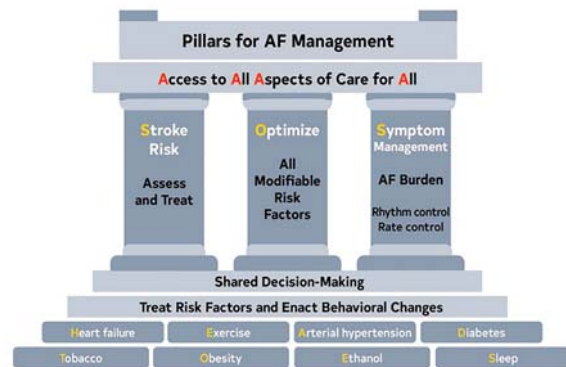 Pillars for AF Management
Access to All Aspects of Care for All
Stroke
Risk
Assess
and Treat
Optimize
All
Modifiable
Risk
Factors
Symptom
Management
AF Burden
Rhythm control
Rate control
Shared Decision-Making
Treat Risk Factors and Enact Behavioral Changes
Heart failure
Exercise
Arterial hypertension
Diabetes
Tobacco
Obesity
Ethanol
Sleep